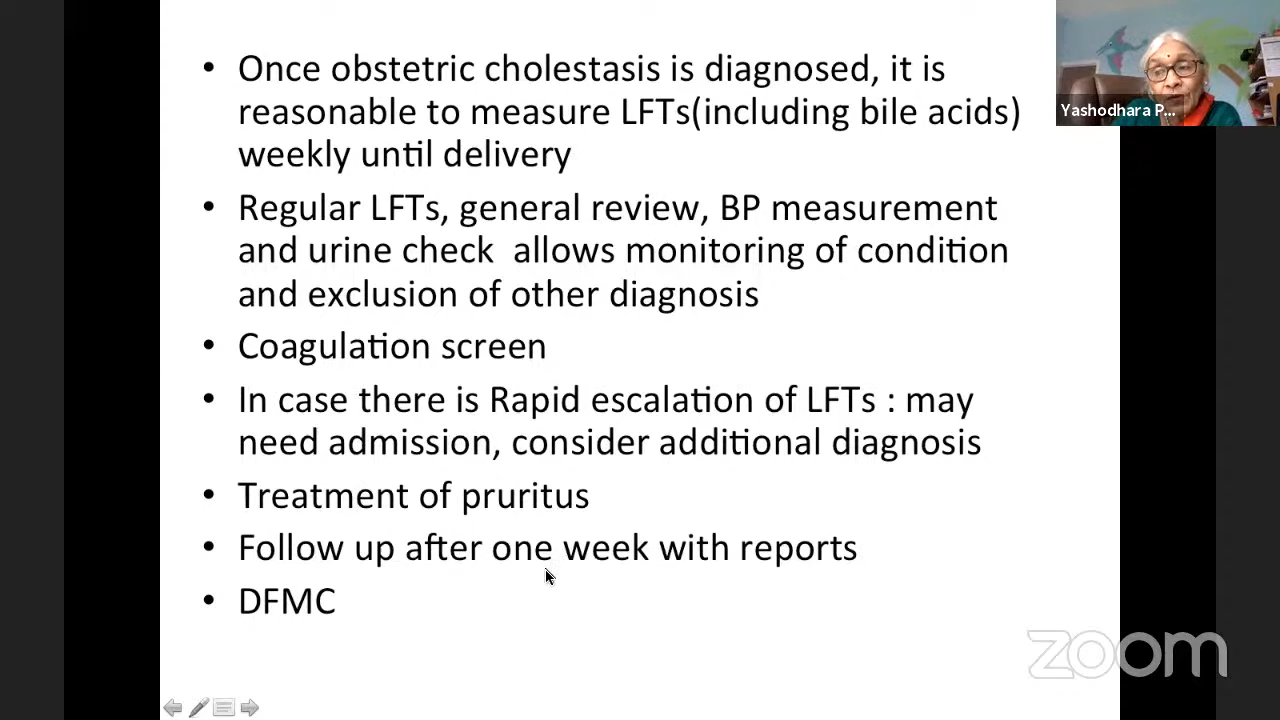 • Once obstetric cholestasis is diagnosed, it is
reasonable to measure LFTs(including bile acids)
weekly until delivery
• Regular LFTs, general review, BP measurement
and urine check  allows monitoring of condition
and exclusion of other diagnosis
• Coagulation screen
• In case there is Rapid escalation of LFTs : may
need admission, consider additional diagnosis
• Treatment of pruritus
• Follow up after one week with reports
• DFMC
Yashodhara P...
zoom